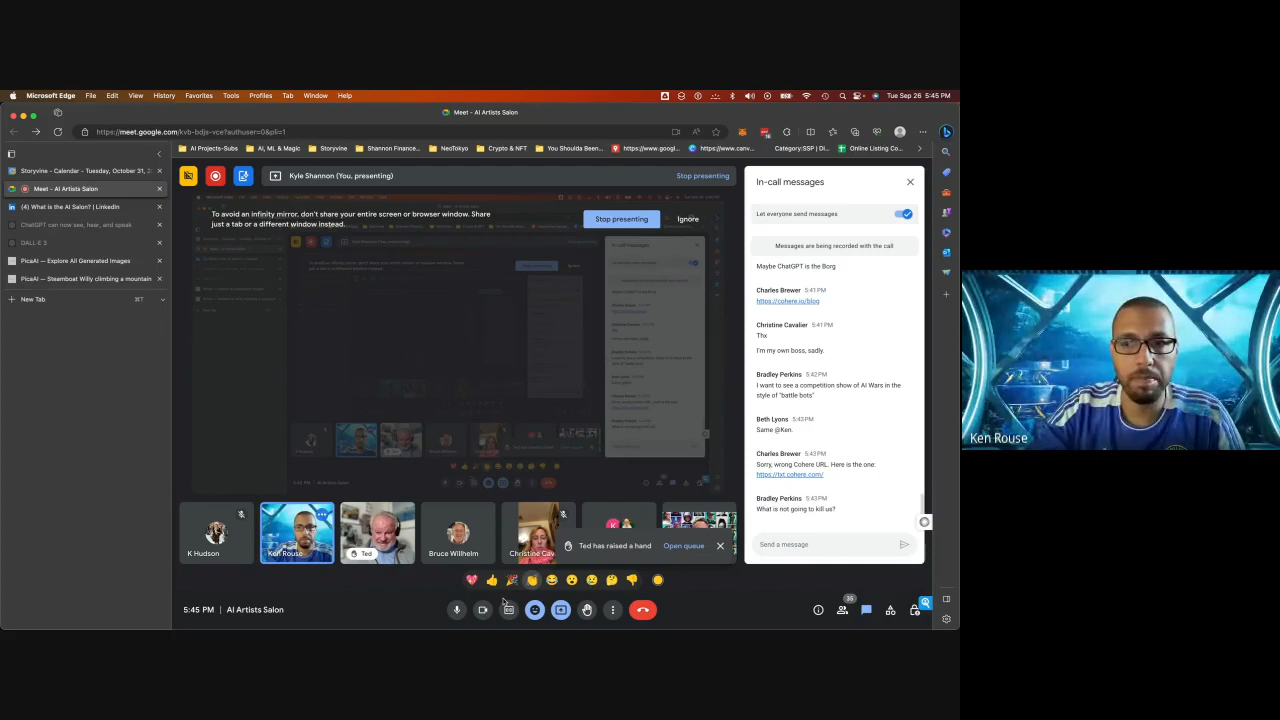 Microsoft Edge File Edit View History Favorites Tools Profiles Tab Window Help
Tue Sep 26 5:45 PM
Meet - AI Artists Salon
https://meet.google.com/kvb-bdjs-vce?authuser=0&pli=1
AI Projects-Subs AI, ML & Magic Storyvine Shannon Finance... NeoTokyo Crypto & NFT You Shoulda Been... https://www.googl... https://www.canv... Category:SSP | Di... Online Listing Co...
Storyvine - Calendar - Tuesday, October 31, 2
Meet - AI Artists Salon
(4) What is the AI Salon? | LinkedIn
ChatGPT can now see, hear, and speak
DALL·E 3
PicaAI — Explore All Generated Images
PicaAI — Steamboat Willy climbing a mountain
New Tab
Kyle Shannon (You, presenting)
Stop presenting
To avoid an infinity mirror, don't share your entire screen or browser window. Share
just a tab or a different window instead.
Stop presenting
Ignore
In-call messages
Let everyone send messages
Messages are being recorded with the call
Maybe ChatGPT is the Borg
Charles Brewer 5:41 PM
https://cohere.io/blog
Christine Cavalier 5:41 PM
Thx
I'm my own boss, sadly.
Bradley Perkins 5:42 PM
I want to see a competition show of AI Wars in the
style of "battle bots"
Beth Lyons 5:43 PM
Same @Ken.
Charles Brewer 5:43 PM
Sorry, wrong Cohere URL. Here is the one:
https://txt.cohere.com/
Bradley Perkins 5:43 PM
What is not going to kill us?
Send a message
K Hudson
Ken Rouse
Ted
Bruce Willhelm
Christine Cav
K
Ted has raised a hand
Open queue
5:45 PM | AI Artists Salon
35
Ken Rouse